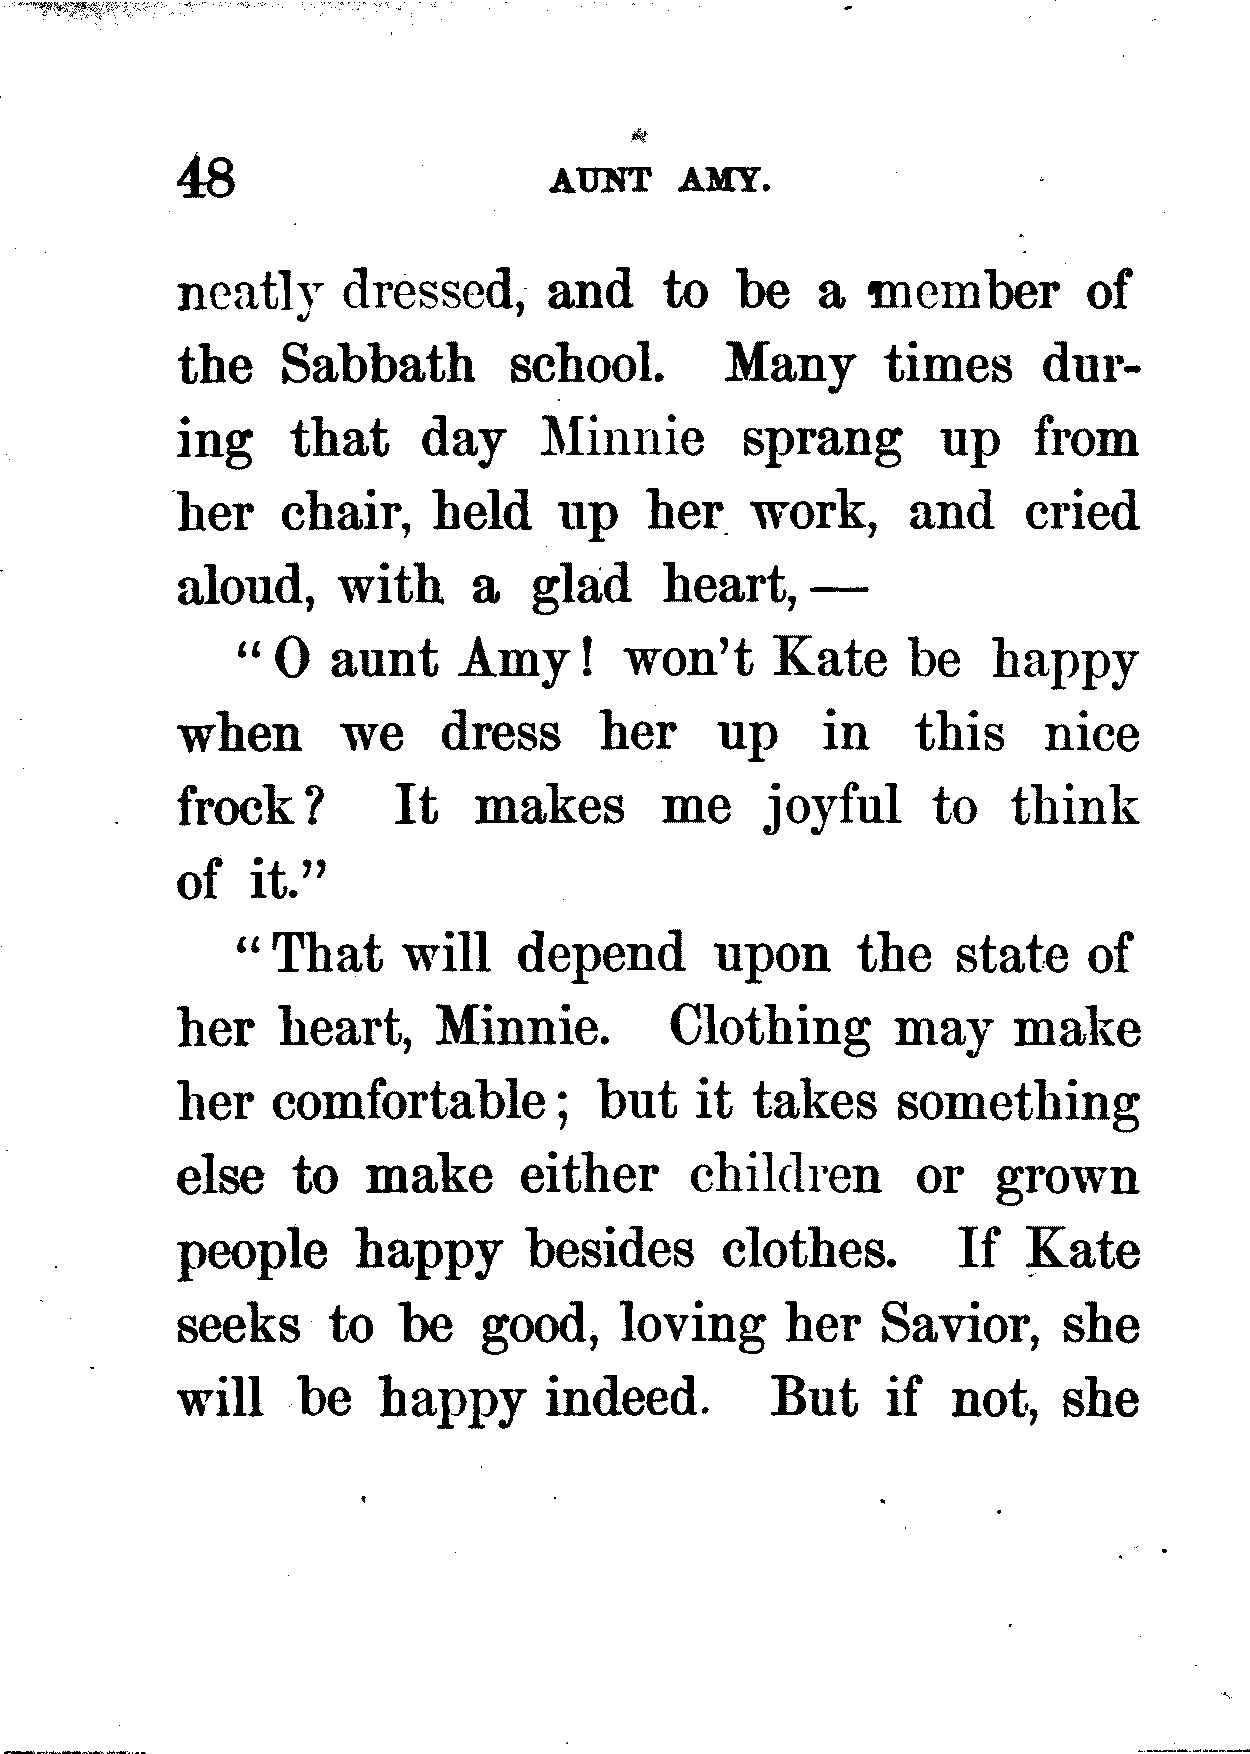 48 AUNT AMY.
neatly dressed, and to be a member of
the Sabbath school. Many times dur-
ing that day Minnie sprang up from
her chair, held up her work, and cried
aloud, with a glad heart, —
“ O aunt Amy! won’t Kate be happy
when we dress her up in this nice
frock? It makes me joyful to think
of it.”
“ That will depend upon the state of
her heart, Minnie. Clothing may make
her comfortable; but it takes something
else to make either children or grown
people happy besides clothes. If Kate
seeks to be good, loving her Savior, she
will be happy indeed. But if not, she